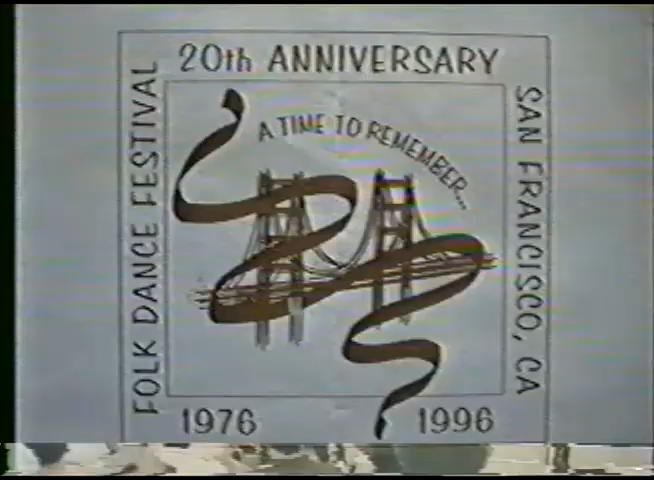 20th ANNIVERSARY
FOLK DANCE FESTIVAL
A TIME TO REMEMBER...
SAN FRANCISCO, CA
1976
1996